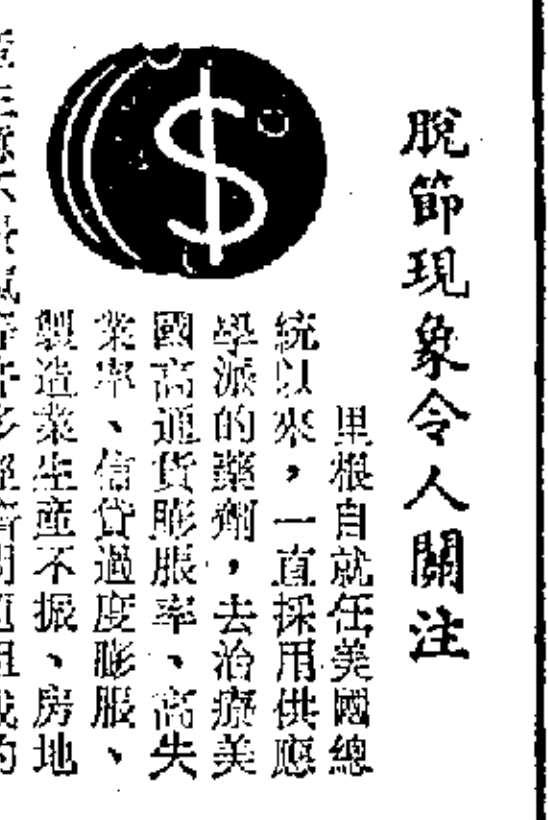 脫節現象令人關注
里根自就任美國總
統以來，一直採用供應
學派的藥劑，去治療美
國高通貨膨脹率、高失
業率、信貸過度膨脹、
製造業生產不振、房地